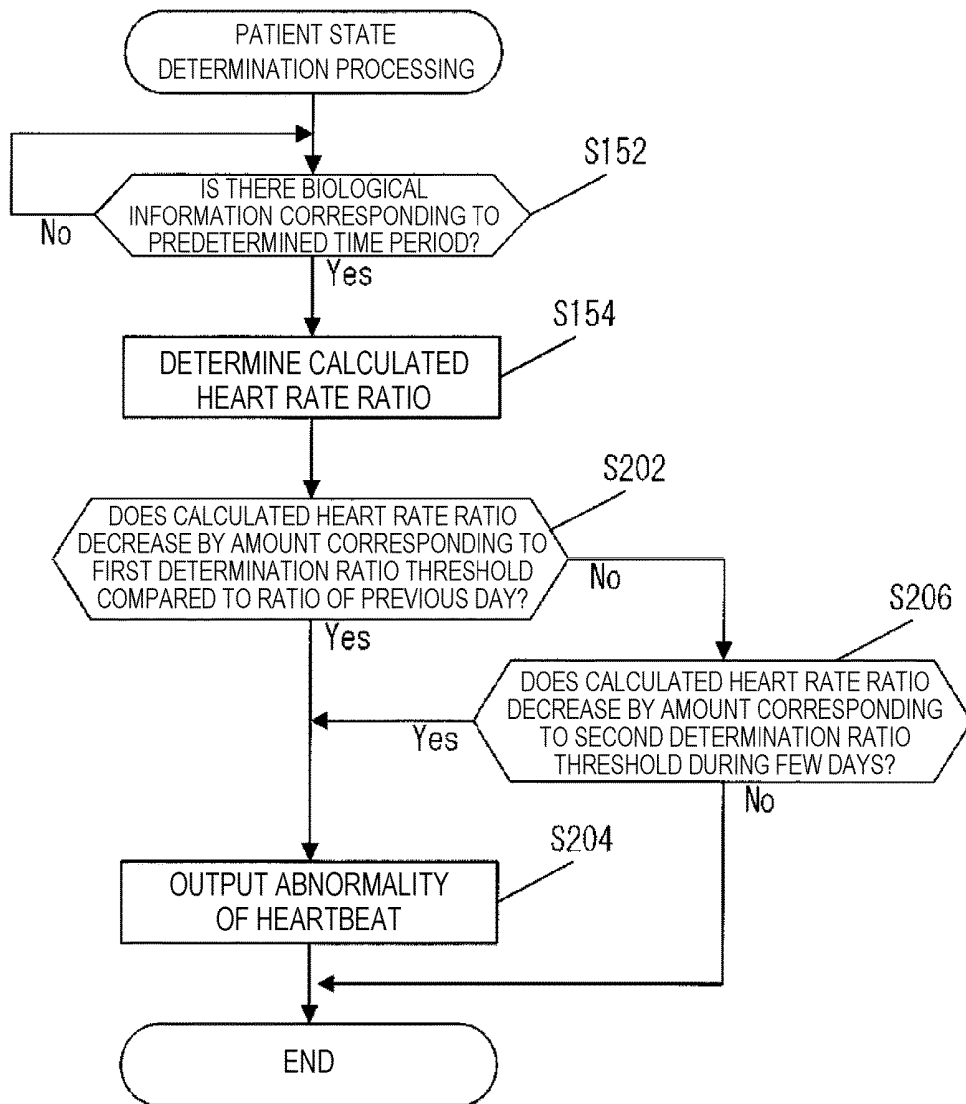 PATIENT STATE
DETERMINATION PROCESSING
S152
IS THERE BIOLOGICAL
INFORMATION CORRESPONDING TO
PREDETERMINED TIME PERIOD?
No
Yes
S154
DETERMINE CALCULATED
HEART RATE RATIO
S202
DOES CALCULATED HEART RATE RATIO
DECREASE BY AMOUNT CORRESPONDING TO
FIRST DETERMINATION RATIO THRESHOLD
COMPARED TO RATIO OF PREVIOUS DAY?
No
Yes
S206
DOES CALCULATED HEART RATE RATIO
DECREASE BY AMOUNT CORRESPONDING
TO SECOND DETERMINATION RATIO
THRESHOLD DURING FEW DAYS?
Yes
No
S204
OUTPUT ABNORMALITY
OF HEARTBEAT
END